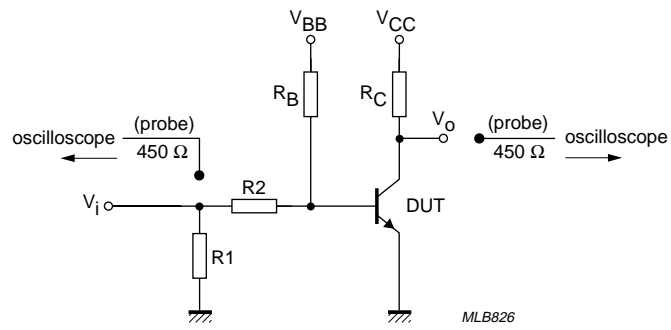 VBB
VCC
RB
RC
Vo
(probe)
oscilloscope
450 Ω
(probe)
oscilloscope
450 Ω
R2
Vi
DUT
R1
MLB826